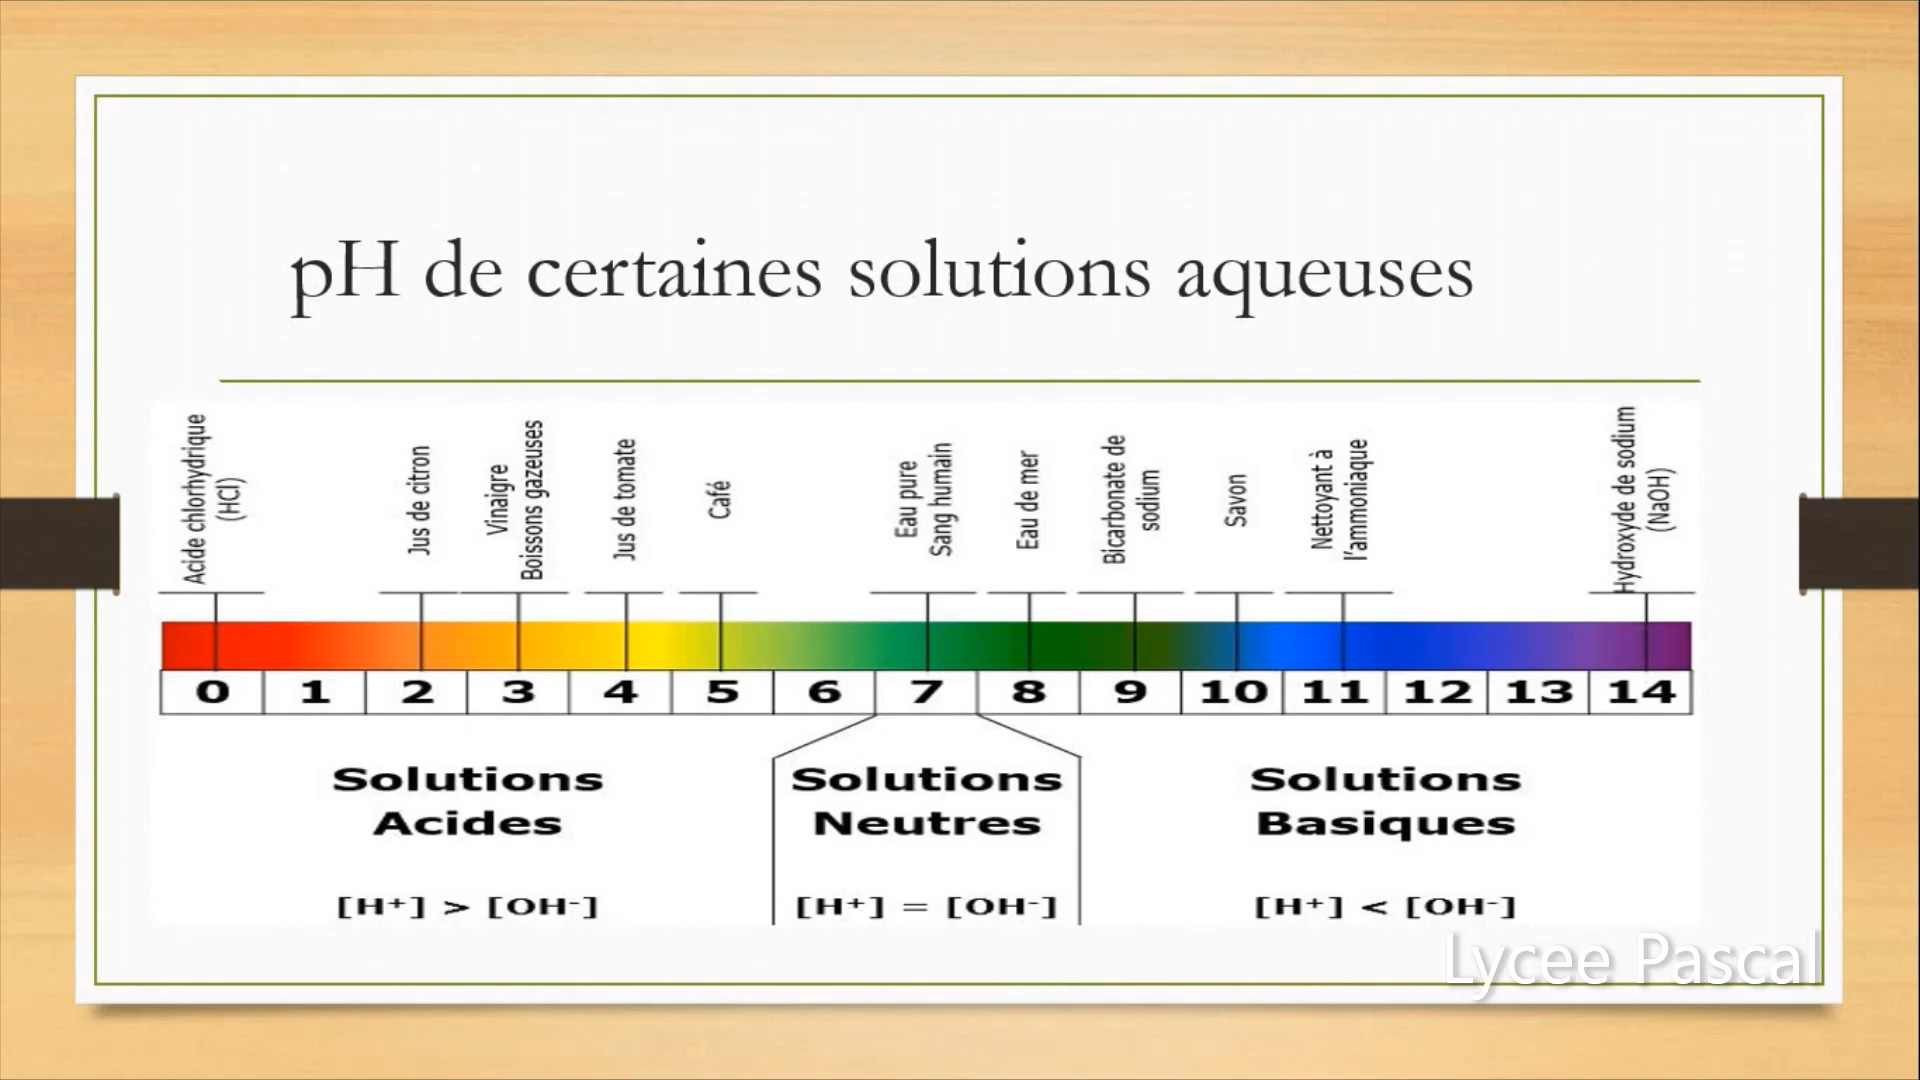 pH de certaines solutions aqueuses
Acide chlorhydrique
(HCl)
Jus de citron
Vinaigre
Boissons gazeuses
Jus de tomate
Café
Eau pure
Sang humain
Eau de mer
Bicarbonate de
sodium
Savon
Nettoyant à
l'ammoniaque
Hydroxyde de sodium
(NaOH)
0 1 2 3 4 5 6 7 8 9 10 11 12 13 14
Solutions
Acides
[H⁺] > [OH⁻]
Solutions
Neutres
[H⁺] = [OH⁻]
Solutions
Basiques
[H⁺] < [OH⁻]
Lycee Pascal